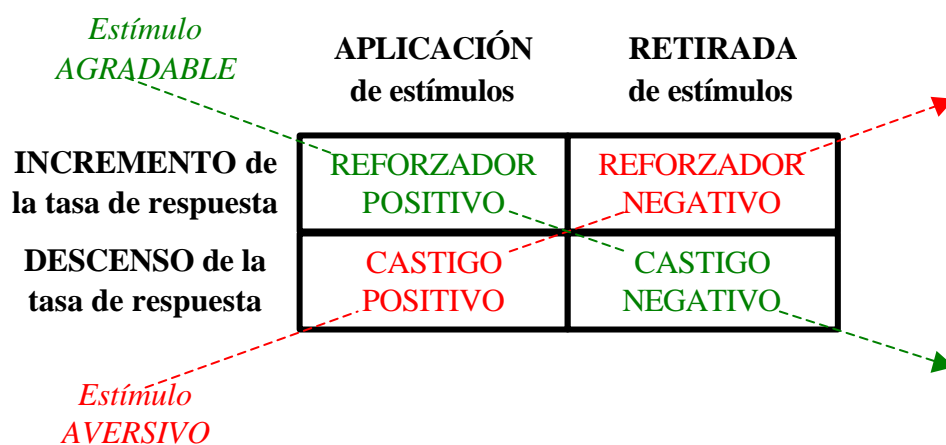 Estímulo
AGRADABLE
APLICACIÓN
de estímulos
RETIRADA
de estímulos
INCREMENTO de
la tasa de respuesta
REFORZADOR
POSITIVO
REFORZADOR
NEGATIVO
DESCENSO de la
tasa de respuesta
CASTIGO
POSITIVO
CASTIGO
NEGATIVO
Estímulo
AVERSIVO